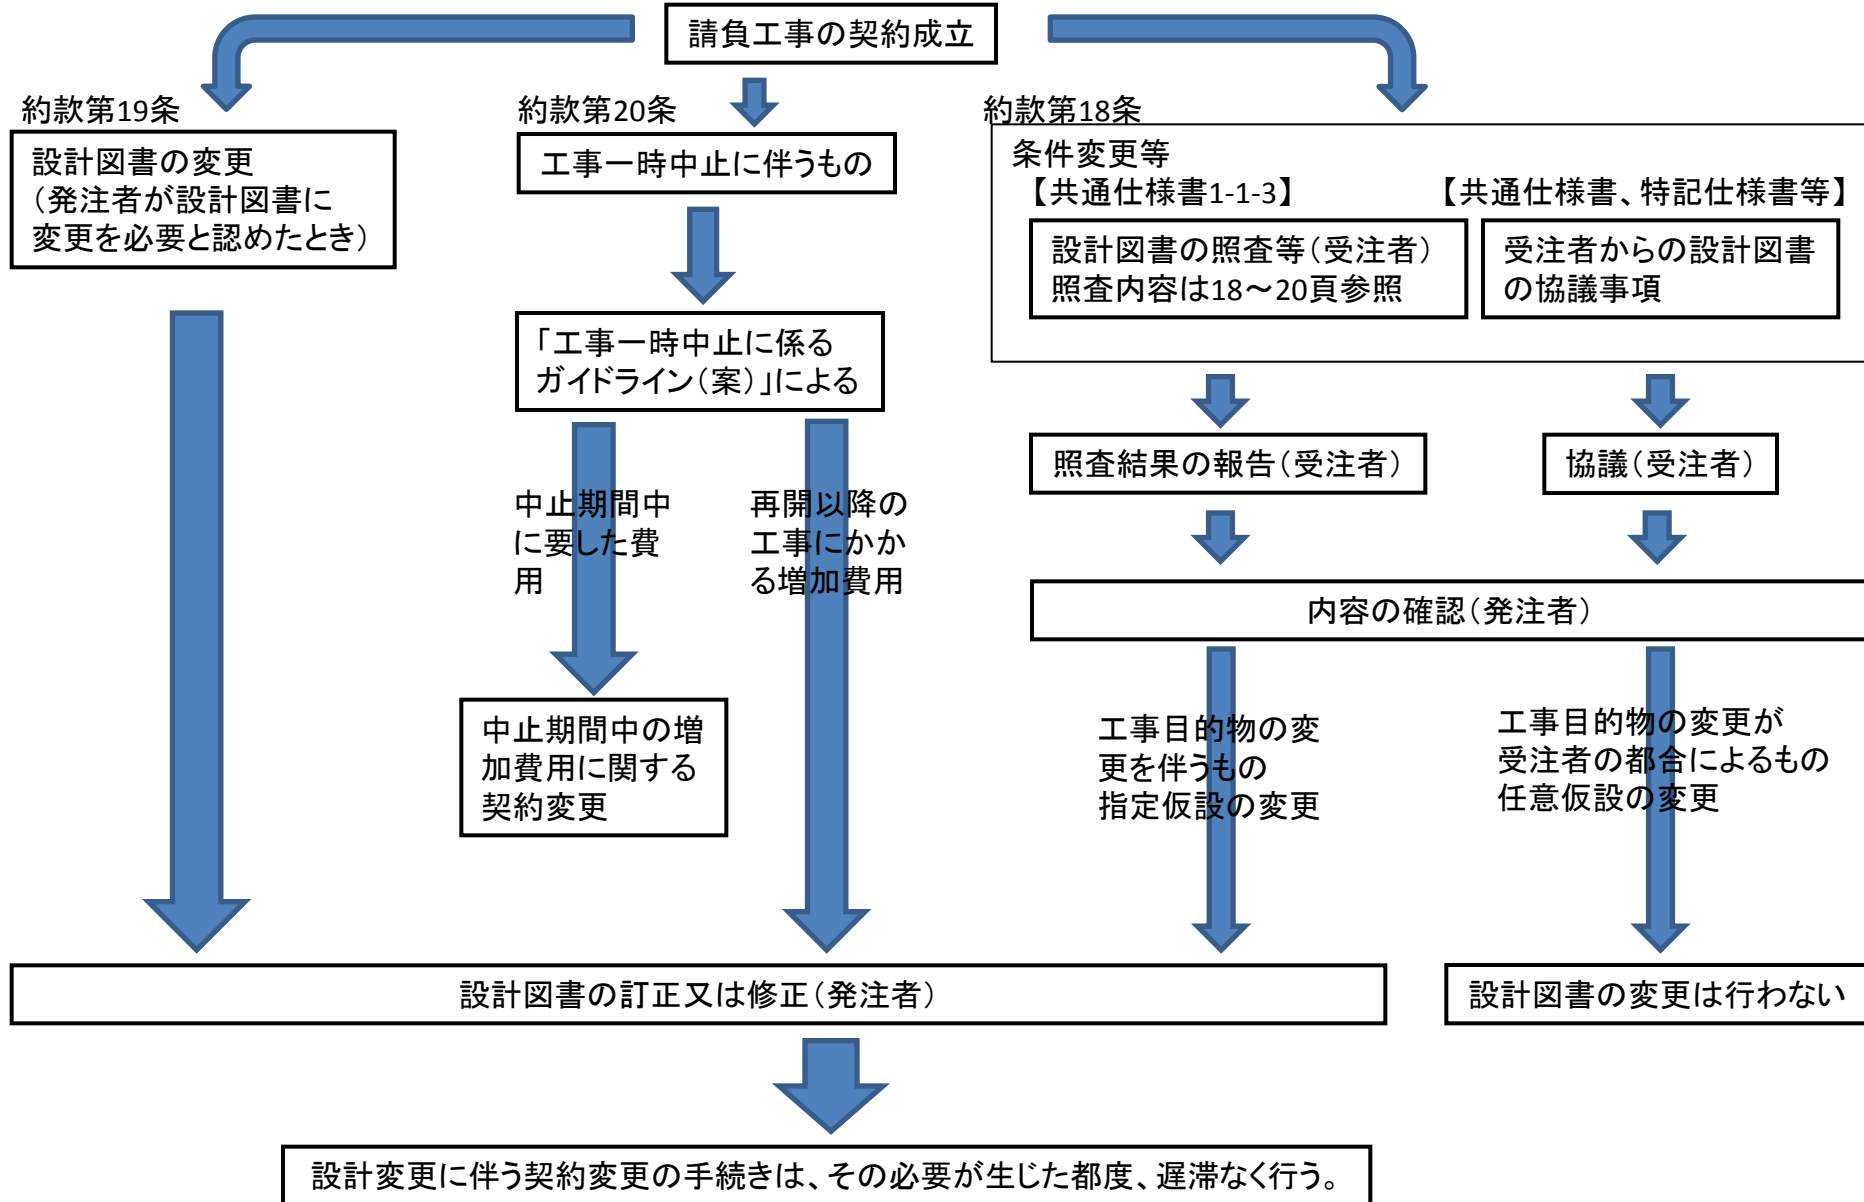 請負工事の契約成立
約款第19条
設計図書の変更
(発注者が設計図書に
変更を必要と認めたとき)
約款第20条
工事一時中止に伴うもの
「工事一時中止に係る
ガイドライン(案)」による
中止期間中
に要した費
用
再開以降の
工事にかか
る増加費用
中止期間中の増
加費用に関する
契約変更
約款第18条
条件変更等
【共通仕様書1-1-3】
設計図書の照査等(受注者)
照査内容は18~20頁参照
【共通仕様書、特記仕様書等】
受注者からの設計図書
の協議事項
照査結果の報告(受注者)
協議(受注者)
内容の確認(発注者)
工事目的物の変
更を伴うもの
指定仮設の変更
工事目的物の変更が
受注者の都合によるもの
任意仮設の変更
設計図書の訂正又は修正(発注者)
設計図書の変更は行わない
設計変更に伴う契約変更の手続きは、その必要が生じた都度、遅滞なく行う。